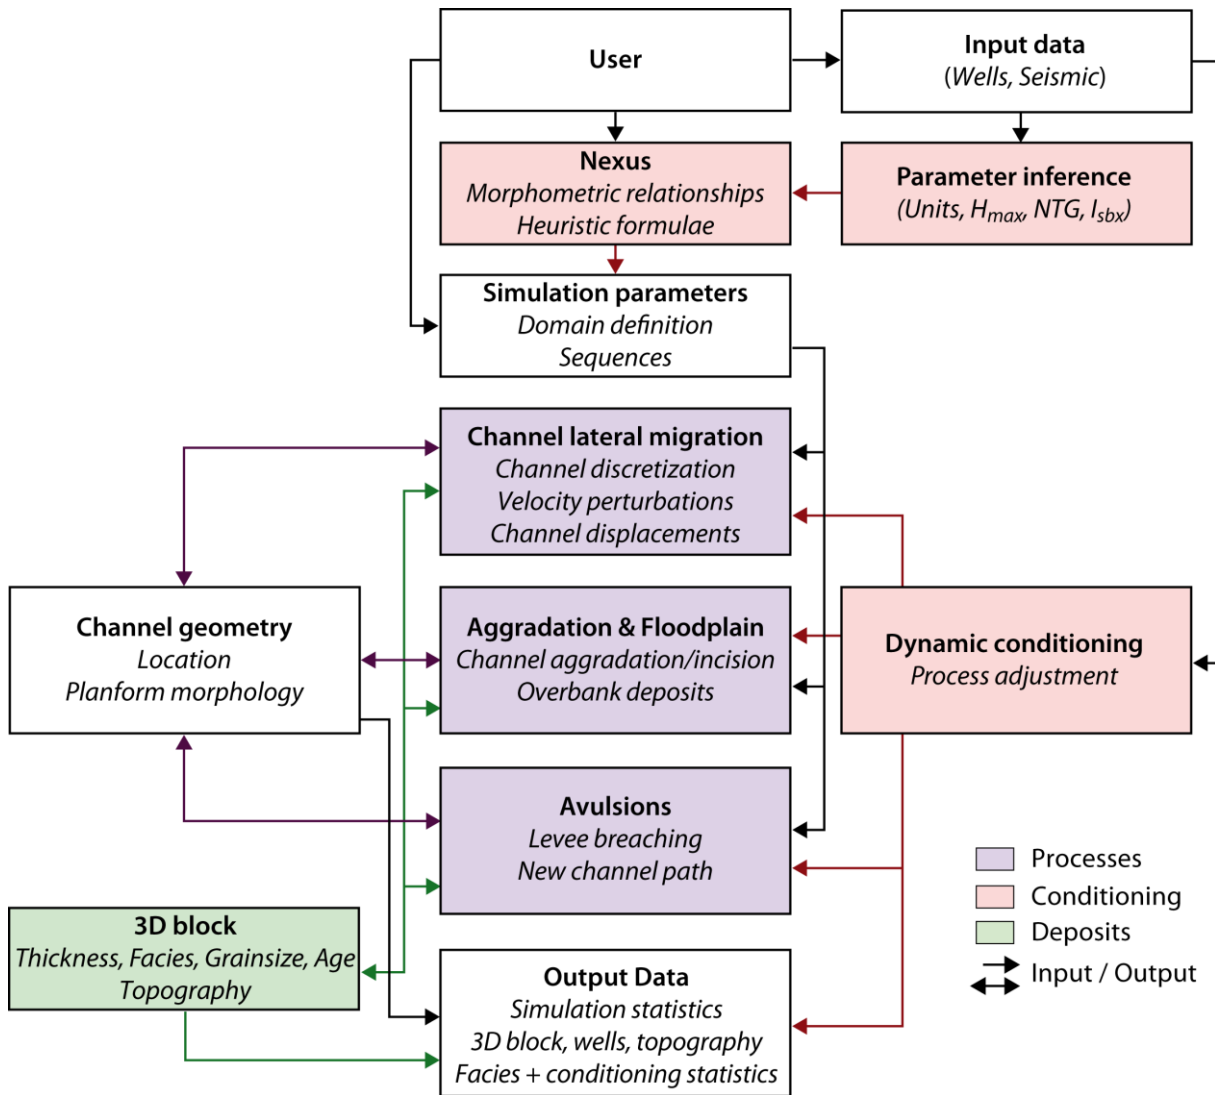 User
Input data
(Wells, Seismic)
Nexus
Morphometric relationships
Heuristic formulae
Parameter inference
(Units, Hmax, NTG, Isbx)
Simulation parameters
Domain definition
Sequences
Channel lateral migration
Channel discretization
Velocity perturbations
Channel displacements
Channel geometry
Location
Planform morphology
Aggradation & Floodplain
Channel aggradation/incision
Overbank deposits
Dynamic conditioning
Process adjustment
Avulsions
Levee breaching
New channel path
Processes
Conditioning
Deposits
Input / Output
3D block
Thickness, Facies, Grainsize, Age
Topography
Output Data
Simulation statistics
3D block, wells, topography
Facies + conditioning statistics